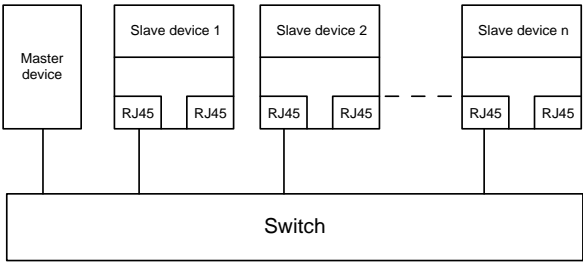 Master
device
Slave device 1
Slave device 2
Slave device n
RJ45 RJ45
RJ45 RJ45
RJ45 RJ45
Switch